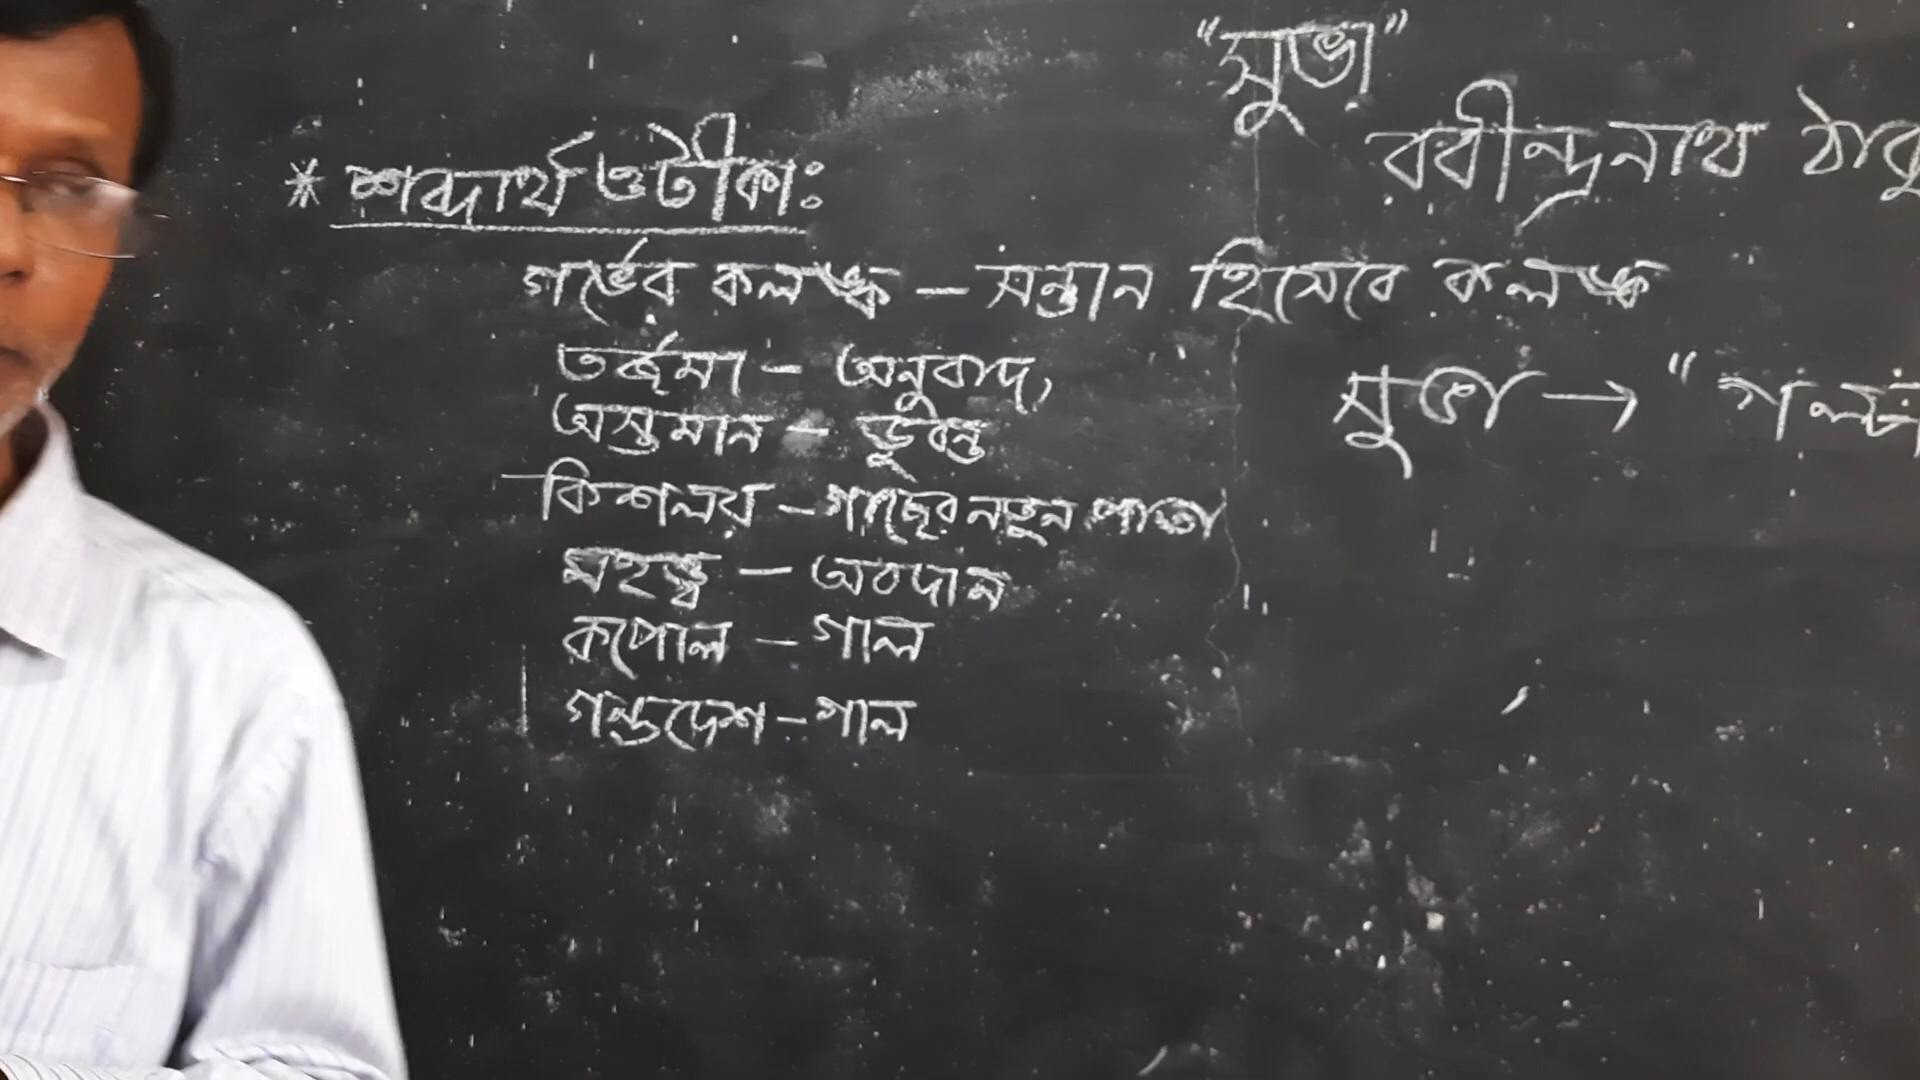 "সুভা"
রবীন্দ্রনাথ ঠাকু
* শব্দার্থ ও টীকাঃ
গর্ভের কলঙ্ক – সন্তান হিসেবে কলঙ্ক
তর্জমা – অনুবাদ,
অস্তমান – ডুবন্ত
কিশলয় – গাছের নতুন পাতা
মহত্ত্ব – অবদান
কপোল – গাল
গন্ডদেশ – গাল
সুভা → "গল্প